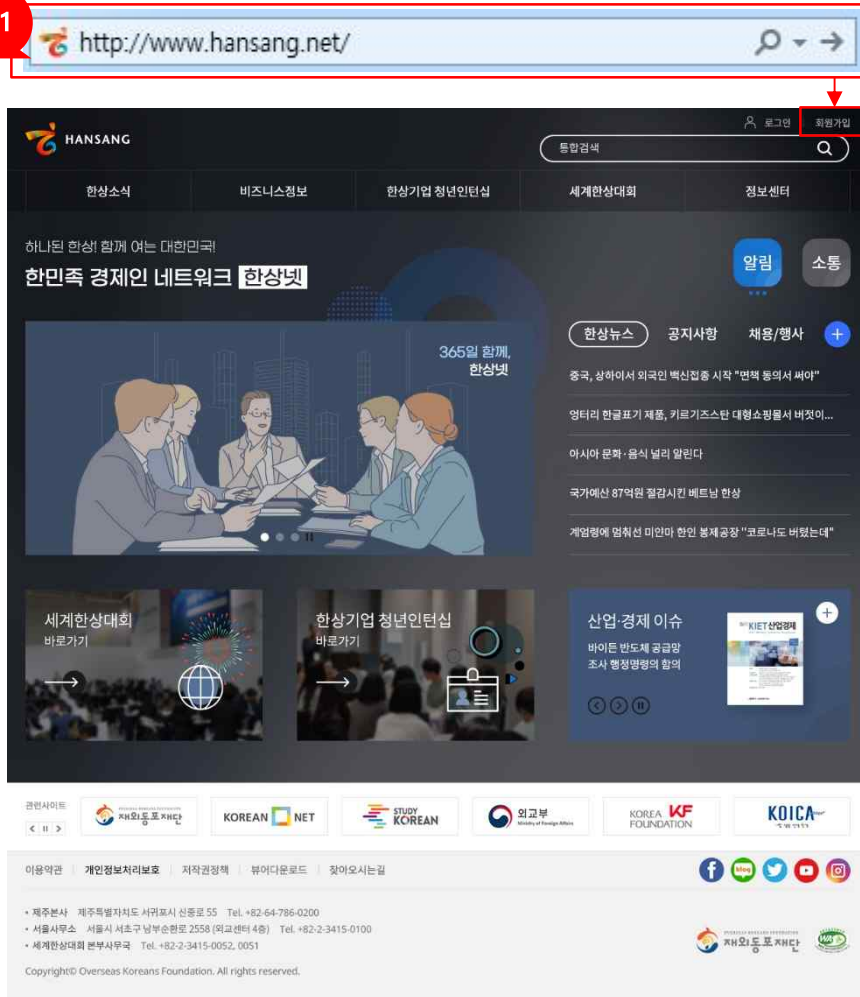 1
http://www.hansang.net/
HANSANG
로그인
회원가입
통합검색
한상소식
비즈니스정보
한상기업 청년인턴십
세계한상대회
정보센터
하나된 한상! 함께 여는 대한민국!
한민족 경제인 네트워크 한상넷
알림
소통
365일 함께,
한상넷
한상뉴스
공지사항
채용/행사
중국, 상하이서 외국인 백신접종 시작 "면책 동의서 써야"
엉터리 한글표기 제품, 키르기즈스탄 대형쇼핑몰서 버젓이...
아시아 문화·음식 널리 알린다
국가예산 87억원 절감시킨 베트남 한상
계엄령에 멈춰선 미얀마 한인 봉제공장 "코로나도 버텼는데"
세계한상대회
바로가기
한상기업 청년인턴십
바로가기
산업·경제 이슈
바이든 반도체 공급망
조사 행정명령의 함의
KIET 산업경제
관련사이트
재외동포재단
KOREAN NET
STUDY
KOREAN
외교부
Ministry of Foreign Affairs
KOREA KF
FOUNDATION
KOICA
이용약관
개인정보처리보호
저작권정책
뷰어다운로드
찾아오시는길
blog
• 제주본사 제주특별자치도 서귀포시 신중로 55 Tel. +82-64-786-0200
• 서울사무소 서울시 서초구 남부순환로 2558 (외교센터 4층) Tel. +82-2-3415-0100
• 세계한상대회 본부사무국 Tel. +82-2-3415-0052, 0051
Copyright© Overseas Koreans Foundation. All rights reserved.
재외동포재단
WA